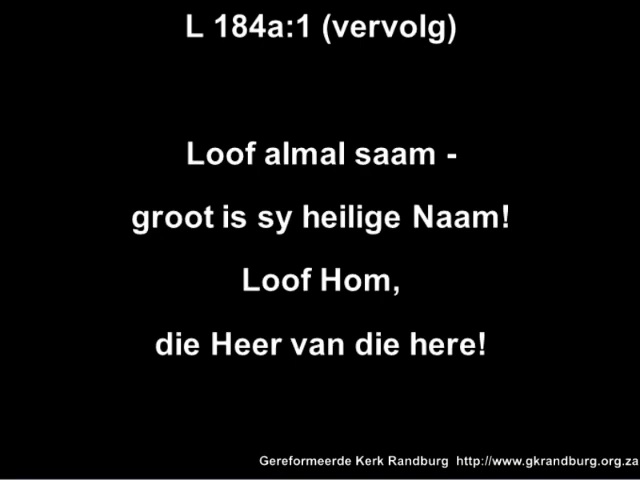 L 184a:1 (vervolg)
Loof almal saam -
groot is sy heilige Naam!
Loof Hom,
die Heer van die here!
Gereformeerde Kerk Randburg http://www.gkrandburg.org.za